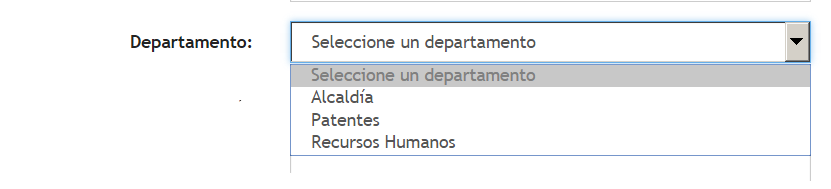 Departamento: Seleccione un departamento
Seleccione un departamento
Alcaldía
Patentes
Recursos Humanos